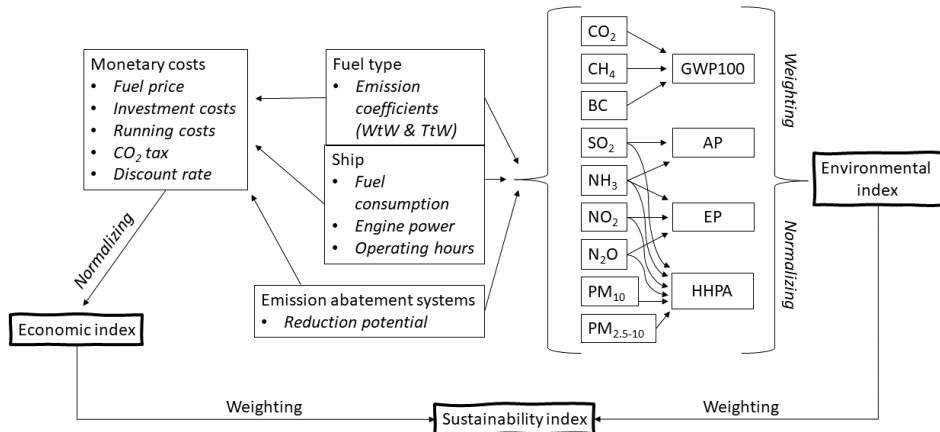 Monetary costs
• Fuel price
• Investment costs
• Running costs
• CO₂ tax
• Discount rate
Normalizing
Economic index
Fuel type
• Emission
coefficients
(WtW & TtW)
Ship
• Fuel
consumption
• Engine power
• Operating hours
Emission abatement systems
• Reduction potential
CO₂
CH₄
BC
SO₂
NH₃
NO₂
N₂O
PM₁₀
PM₂.₅₋₁₀
GWP100
AP
EP
HHPA
Weighting
Normalizing
Environmental
index
Weighting
Sustainability index
Weighting